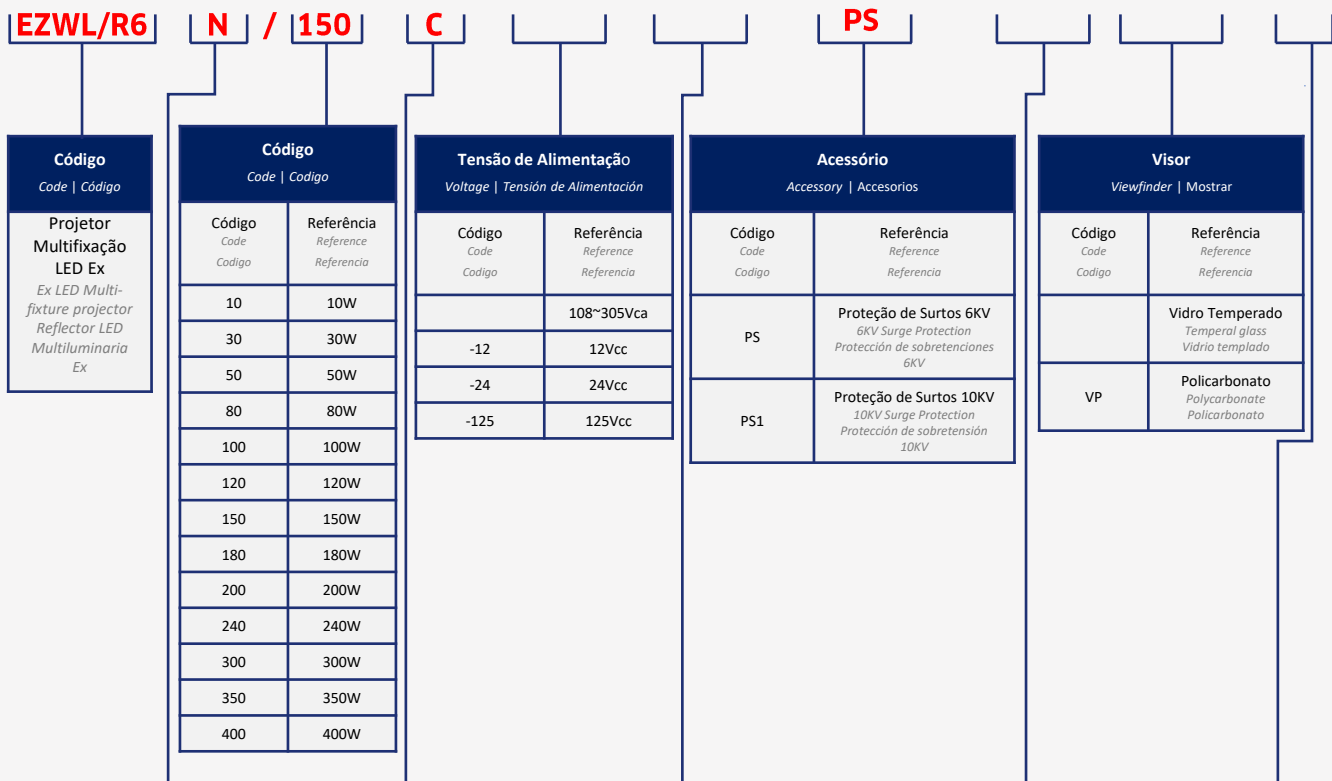 EZWL/R6 N / 150 C PS
Código
Code | Código
Projetor
Multifixação
LED Ex
Ex LED Multi-
fixture projector
Reflector LED
Multiluminaria
Ex
Código
Code | Codigo
Código Referência
Code Reference
Codigo Referencia
10 10W
30 30W
50 50W
80 80W
100 100W
120 120W
150 150W
180 180W
200 200W
240 240W
300 300W
350 350W
400 400W
Tensão de Alimentação
Voltage | Tensión de Alimentación
Código Referência
Code Reference
Codigo Referencia
108~305Vca
-12 12Vcc
-24 24Vcc
-125 125Vcc
Acessório
Accessory | Accesorios
Código Referência
Code Reference
Codigo Referencia
PS Proteção de Surtos 6KV
6KV Surge Protection
Protección de sobretenciones
6KV
PS1 Proteção de Surtos 10KV
10KV Surge Protection
Protección de sobretensión
10KV
Visor
Viewfinder | Mostrar
Código Referência
Code Reference
Codigo Referencia
Vidro Temperado
Temperal glass
Vidrio templado
VP Policarbonato
Polycarbonate
Policarbonato